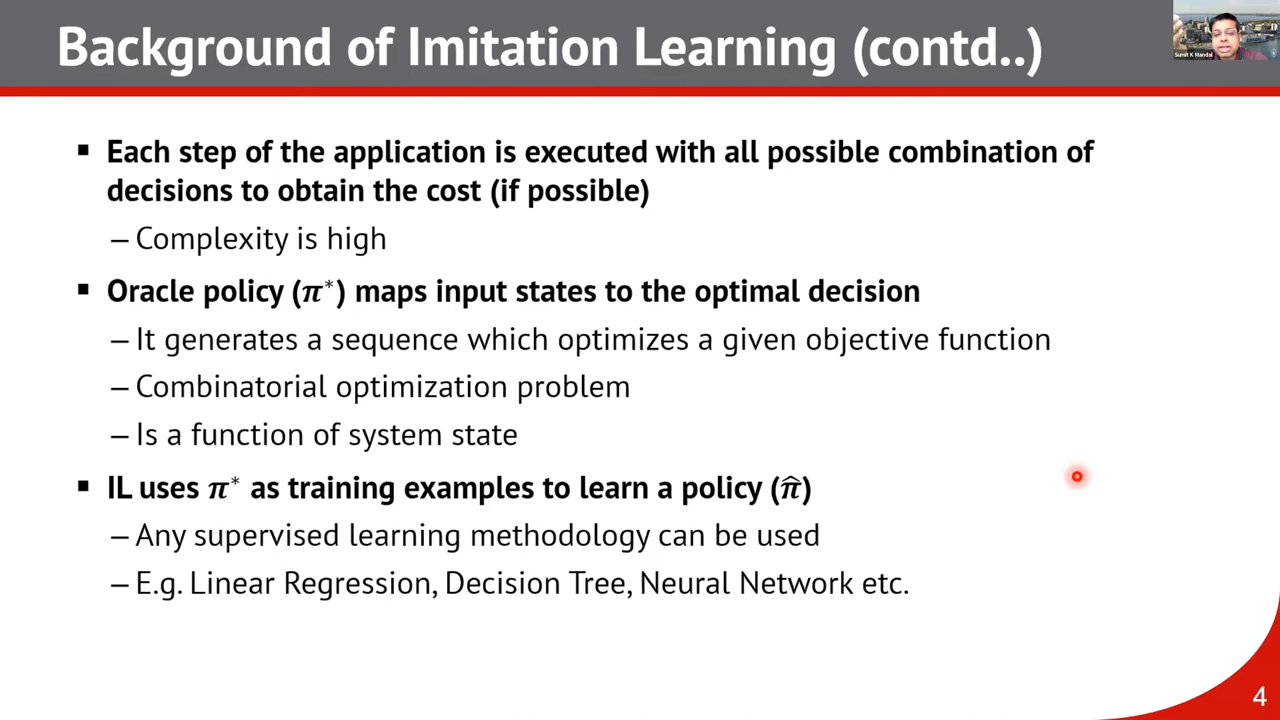 Background of Imitation Learning (contd..)
Sumit K Mandal
▪ Each step of the application is executed with all possible combination of
decisions to obtain the cost (if possible)
– Complexity is high
▪ Oracle policy (π*) maps input states to the optimal decision
– It generates a sequence which optimizes a given objective function
– Combinatorial optimization problem
– Is a function of system state
▪ IL uses π* as training examples to learn a policy (π̂)
– Any supervised learning methodology can be used
– E.g. Linear Regression, Decision Tree, Neural Network etc.
4